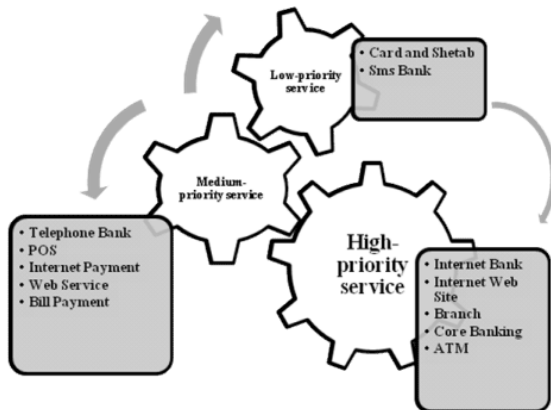 Low-priority
service
• Card and Shetab
• Sms Bank
Medium-
priority service
• Telephone Bank
• POS
• Internet Payment
• Web Service
• Bill Payment
High-
priority
service
• Internet Bank
• Internet Web
Site
• Branch
• Core Banking
• ATM